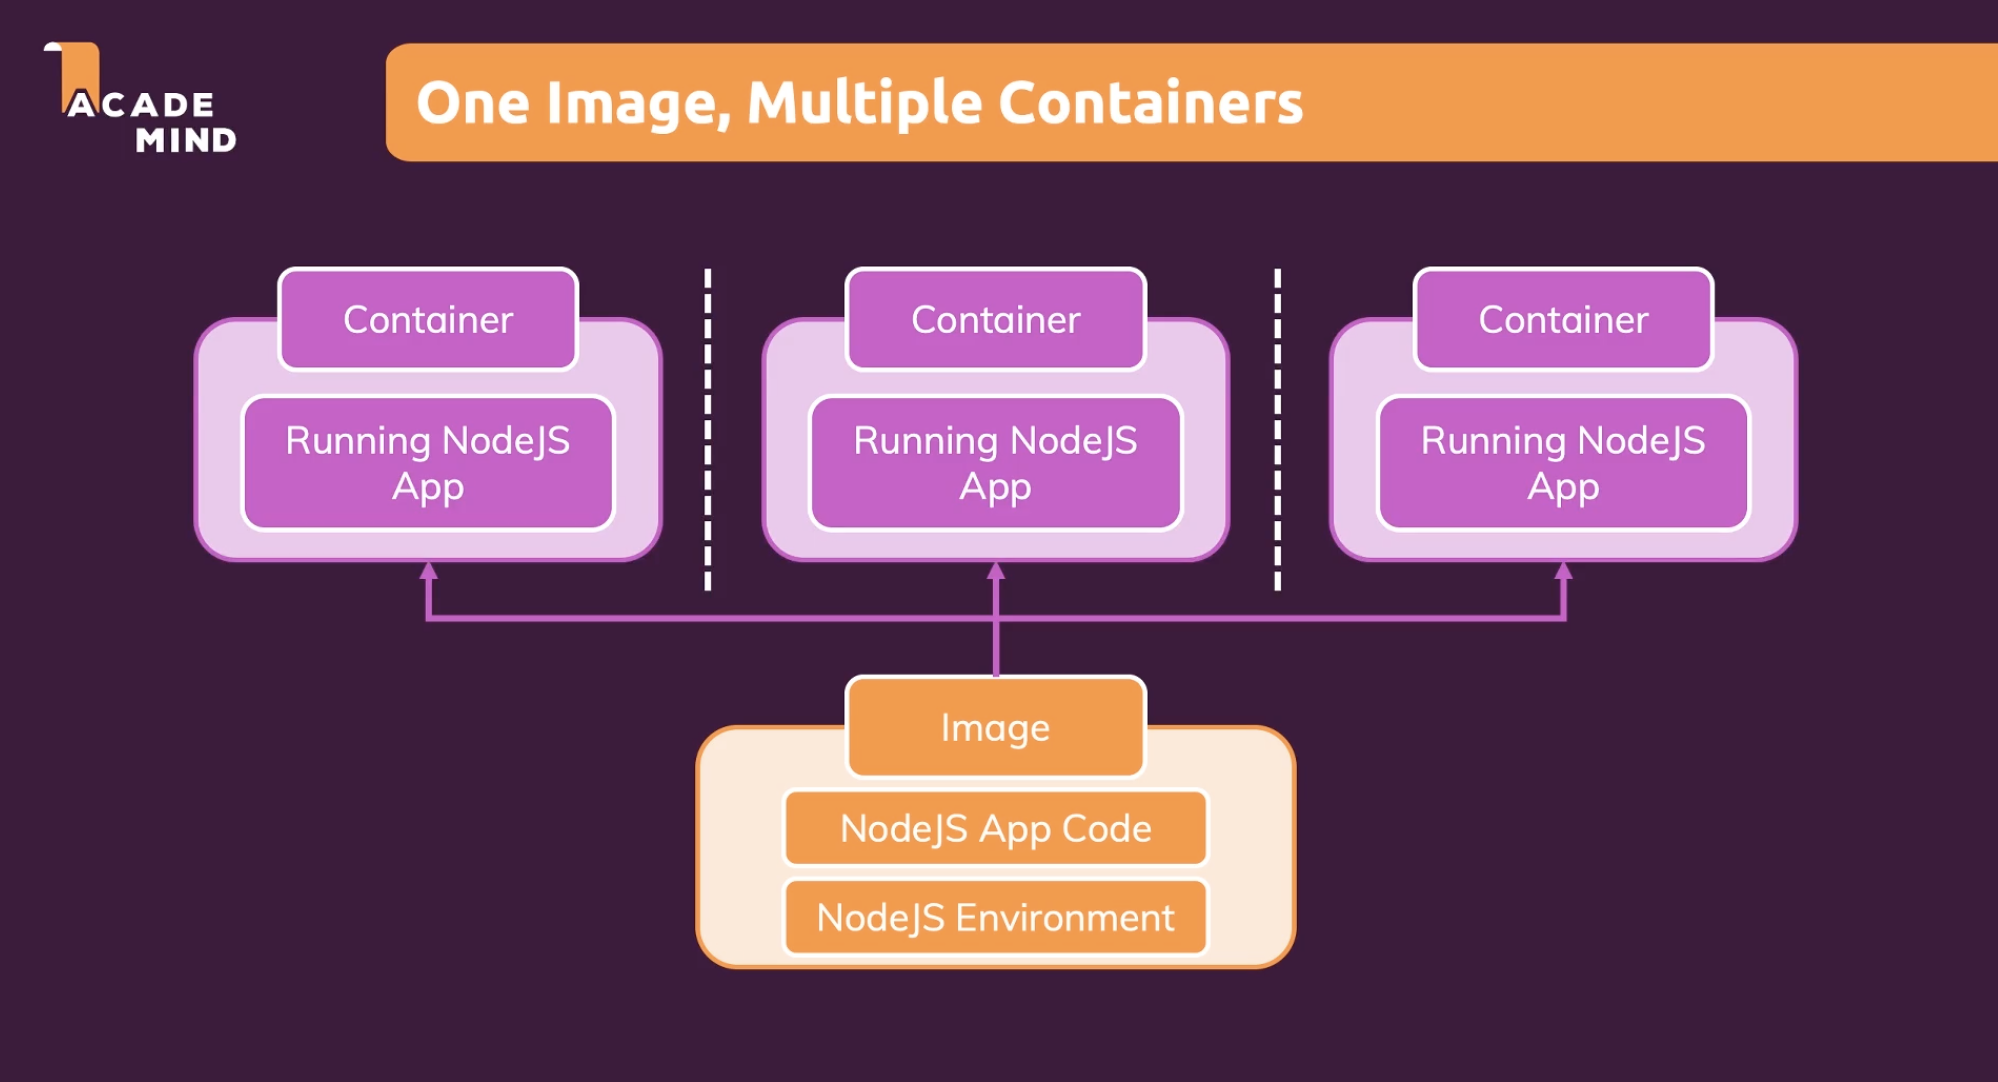 ACADE
MIND
One Image, Multiple Containers
Container
Running NodeJS
App
Container
Running NodeJS
App
Container
Running NodeJS
App
Image
NodeJS App Code
NodeJS Environment